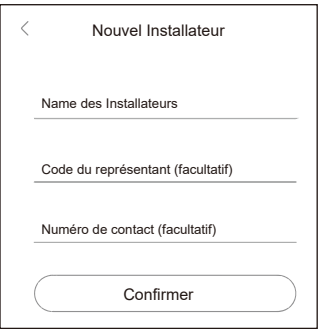 Nouvel Installateur
Name des Installateurs
Code du représentant (facultatif)
Numéro de contact (facultatif)
Confirmer